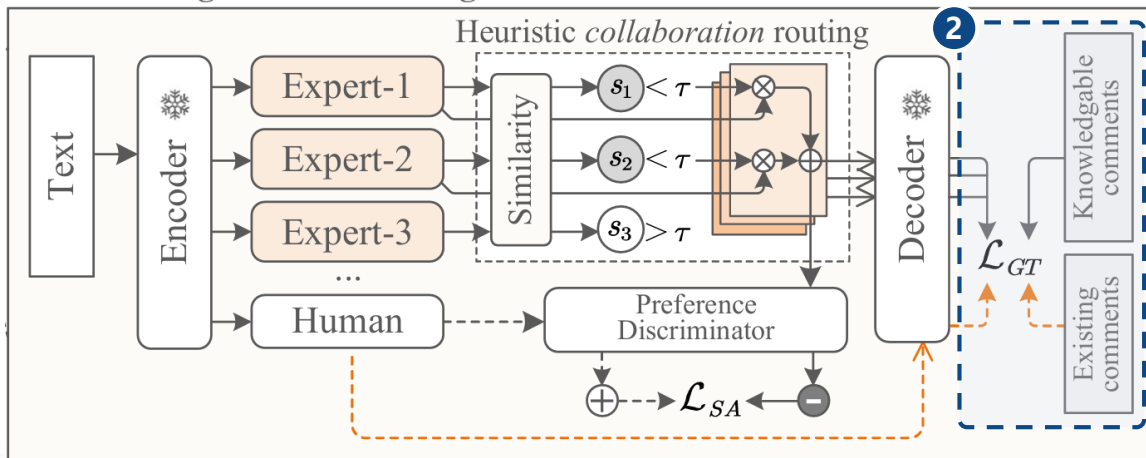 Heuristic collaboration routing
2
Text
Encoder
Expert-1
Expert-2
Expert-3
...
Human
Similarity
s1 < τ
s2 < τ
s3 > τ
Preference
Discriminator
+
ℒSA
−
Decoder
ℒGT
Knowledgable
comments
Existing
comments